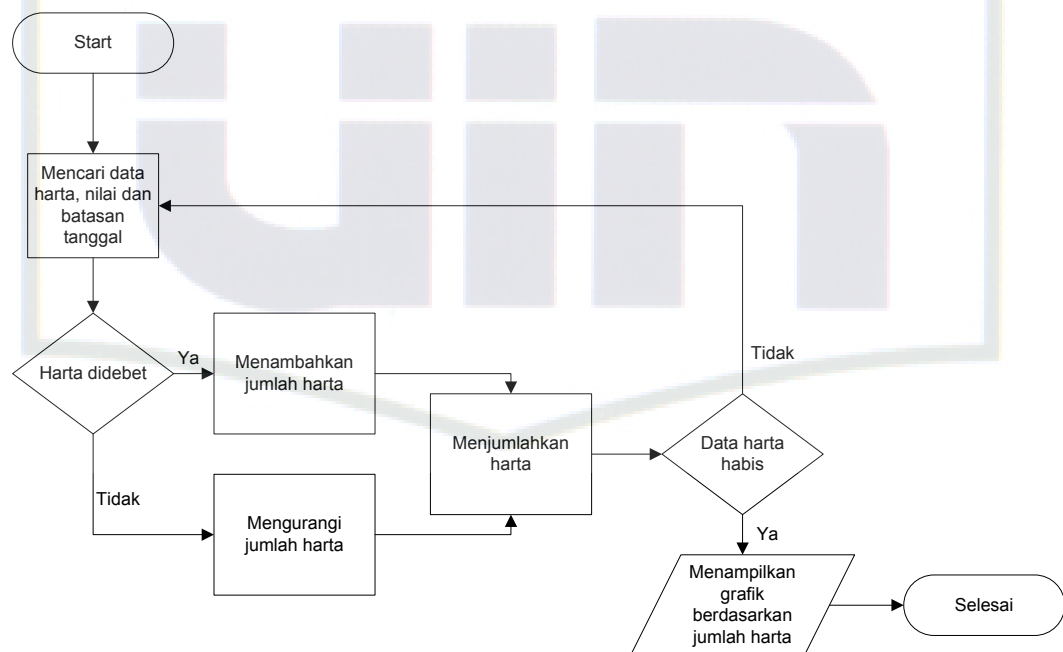 Start
Mencari data
harta, nilai dan
batasan
tanggal
Harta didebet
Ya
Menambahkan
jumlah harta
Tidak
Mengurangi
jumlah harta
Menjumlahkan
harta
Tidak
Data harta
habis
Ya
Menampilkan
grafik
berdasarkan
jumlah harta
Selesai
uin